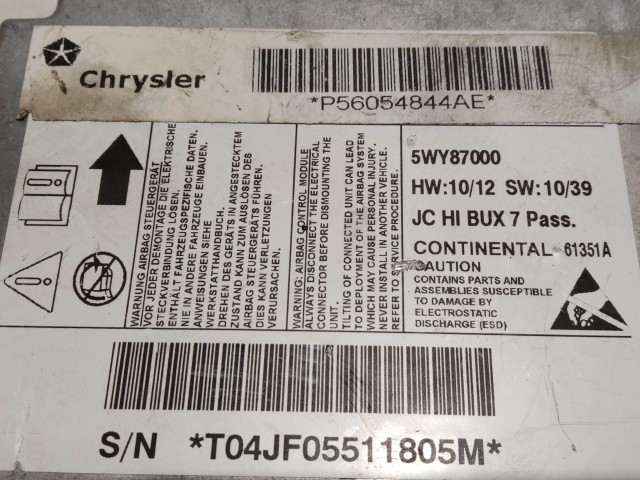 Chrysler
*P56054844AE*
WARNUNG AIRBAG STEUERGERÄT
VOR JEDER DEMONTAGE DIE ELEKTRISCHE
STECKVERBINDUNG LÖSEN.
ENTHÄLT FAHRZEUGSPEZIFISCHE DATEN.
NIE IN ANDERE FAHRZEUGE EINBAUEN.
ANWEISUNGEN SIEHE
WERKSTATTHANDBUCH.
DREHEN DES GERÄTS IN ANGESTECKTEM
ZUSTAND KANN ZUM AUSLÖSEN DES
AIRBAG STEUERGERÄTS FÜHREN.
DIES KANN VERLETZUNGEN
VERURSACHEN.
WARNING: AIRBAG CONTROL MODULE
ALWAYS DISCONNECT THE ELECTRICAL
CONNECTOR BEFORE DISMOUNTING THE
UNIT.
TILTING OF CONNECTED UNIT CAN LEAD
TO DEPLOYMENT OF THE AIRBAG SYSTEM
WHICH MAY CAUSE PERSONAL INJURY.
NEVER INSTALL IN ANOTHER VEHICLE.
REFER TO SERVICE PROCEDURE.
5WY87000
HW:10/12 SW:10/39
JC HI BUX 7 Pass.
CONTINENTAL 61351A
CAUTION
CONTAINS PARTS AND
ASSEMBLIES SUSCEPTIBLE
TO DAMAGE BY
ELECTROSTATIC
DISCHARGE (ESD)
S/N *T04JF05511805M*